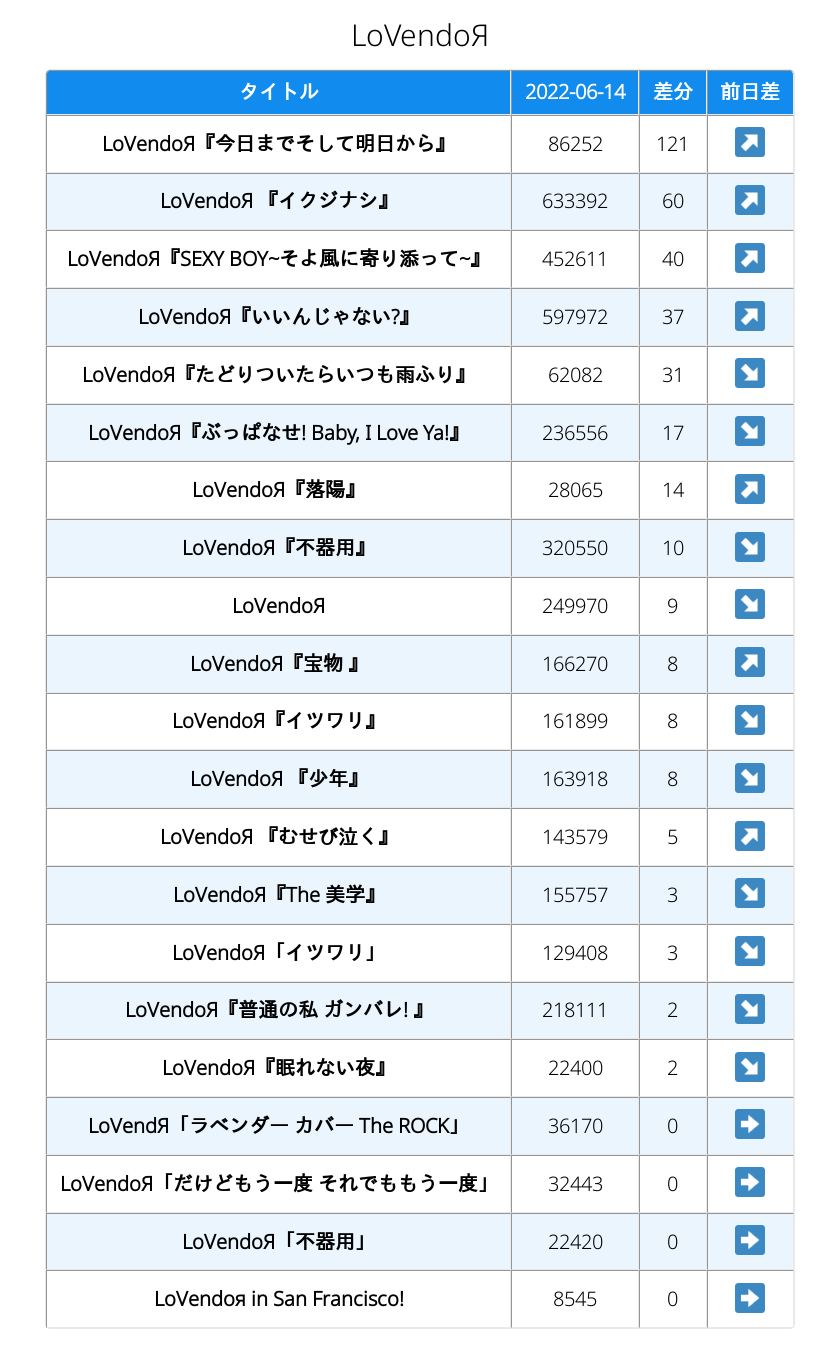 LoVendoЯ
タイトル 2022-06-14 差分 前日差
LoVendoЯ『今日までそして明日から』 86252 121
LoVendoЯ 『イクジナシ』 633392 60
LoVendoЯ『SEXY BOY~そよ風に寄り添って~』 452611 40
LoVendoЯ『いいんじゃない?』 597972 37
LoVendoЯ『たどりついたらいつも雨ふり』 62082 31
LoVendoЯ『ぶっぱなせ! Baby, I Love Ya!』 236556 17
LoVendoЯ『落陽』 28065 14
LoVendoЯ『不器用』 320550 10
LoVendoЯ 249970 9
LoVendoЯ『宝物 』 166270 8
LoVendoЯ『イツワリ』 161899 8
LoVendoЯ 『少年』 163918 8
LoVendoЯ 『むせび泣く』 143579 5
LoVendoЯ『The 美学』 155757 3
LoVendoЯ「イツワリ」 129408 3
LoVendoЯ『普通の私 ガンバレ! 』 218111 2
LoVendoЯ『眠れない夜』 22400 2
LoVendЯ「ラベンダー カバー The ROCK」 36170 0
LoVendoЯ「だけどもう一度 それでももう一度」 32443 0
LoVendoЯ「不器用」 22420 0
LoVendoя in San Francisco! 8545 0